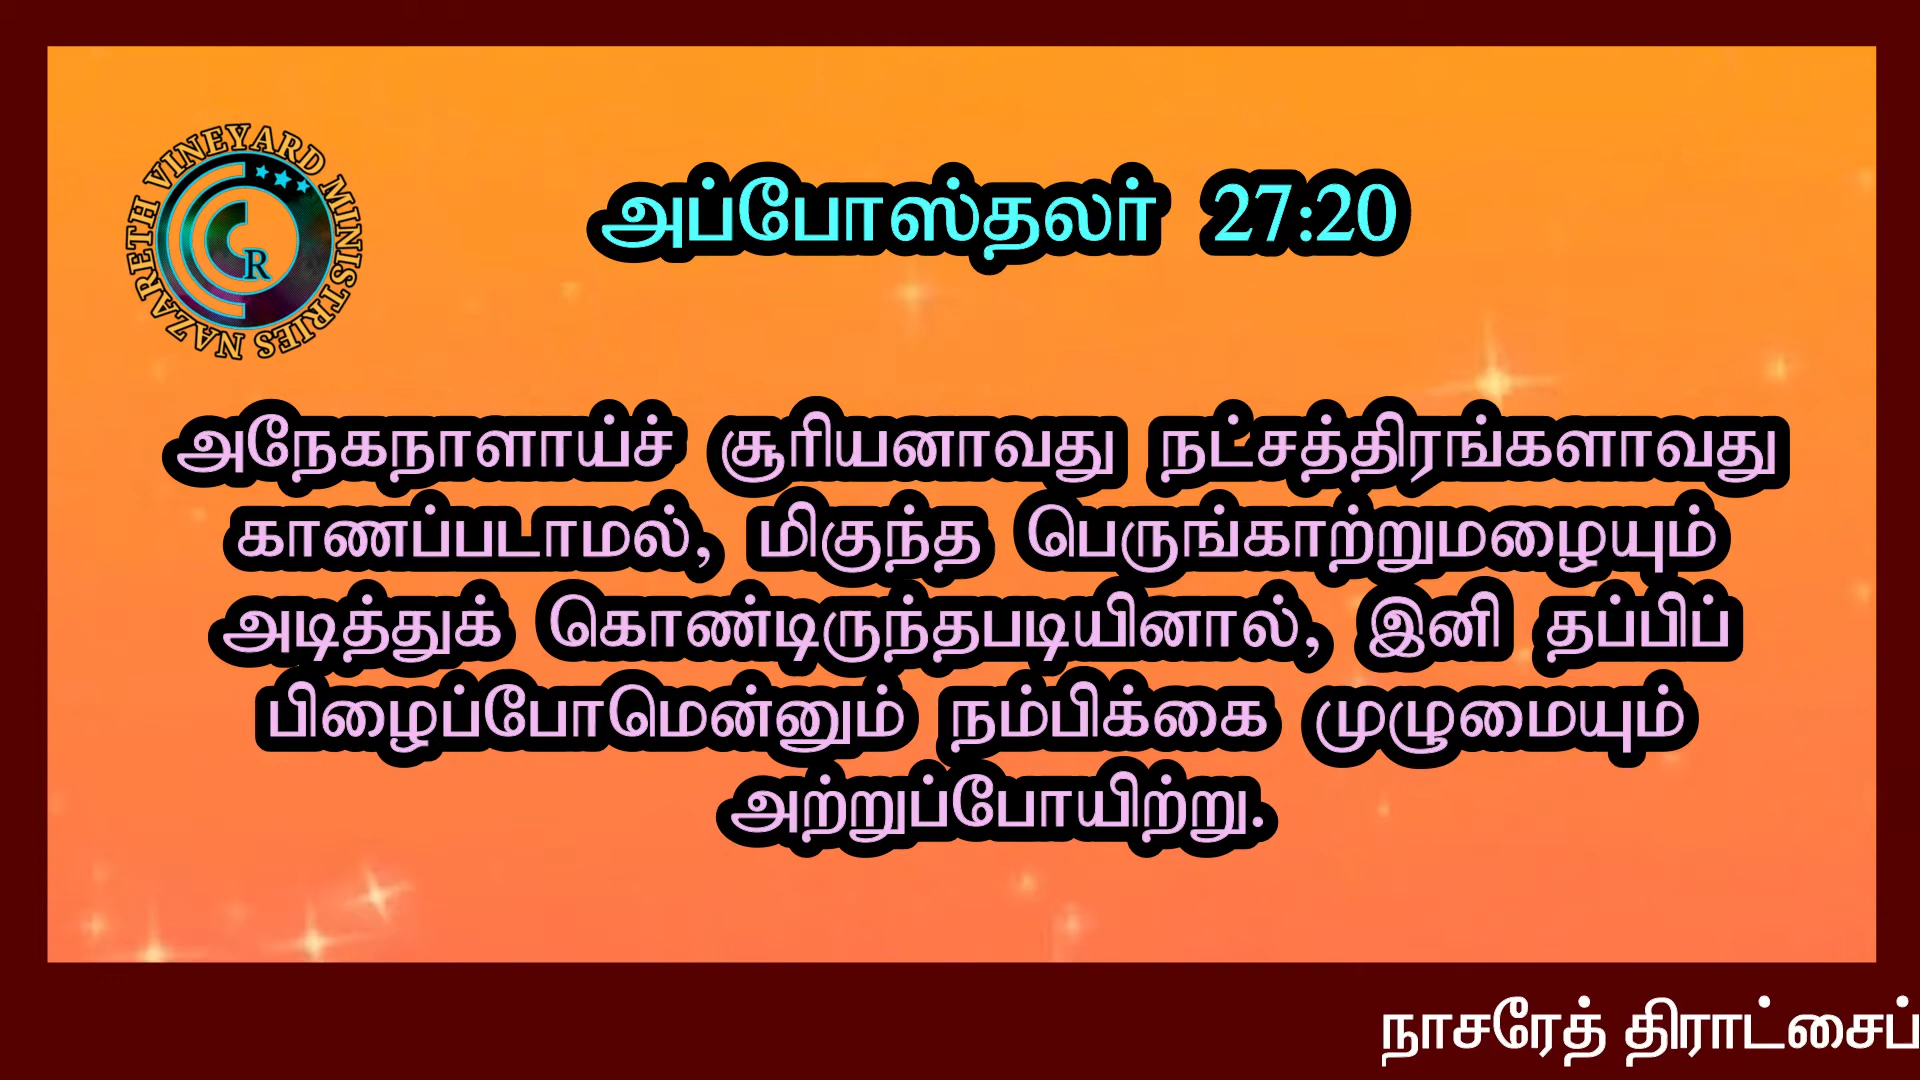 NAZARETH VINEYARD MINISTRIES
R
அப்போஸ்தலர் 27:20
அநேகநாளாய்ச் சூரியனாவது நட்சத்திரங்களாவது
காணப்படாமல், மிகுந்த பெருங்காற்றுமழையும்
அடித்துக் கொண்டிருந்தபடியினால், இனி தப்பிப்
பிழைப்போமென்னும் நம்பிக்கை முழுமையும்
அற்றுப்போயிற்று.
நாசரேத் திராட்சைப்